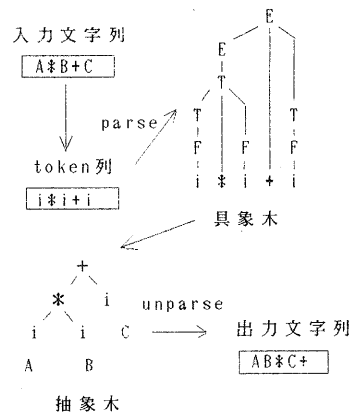 入力文字列
A*B+C
parse
token列
i*i+i
E
E
T
T T
F F F
i * i + i
具象木
+
* i
i i C
A B
抽象木
unparse
出力文字列
AB*C+